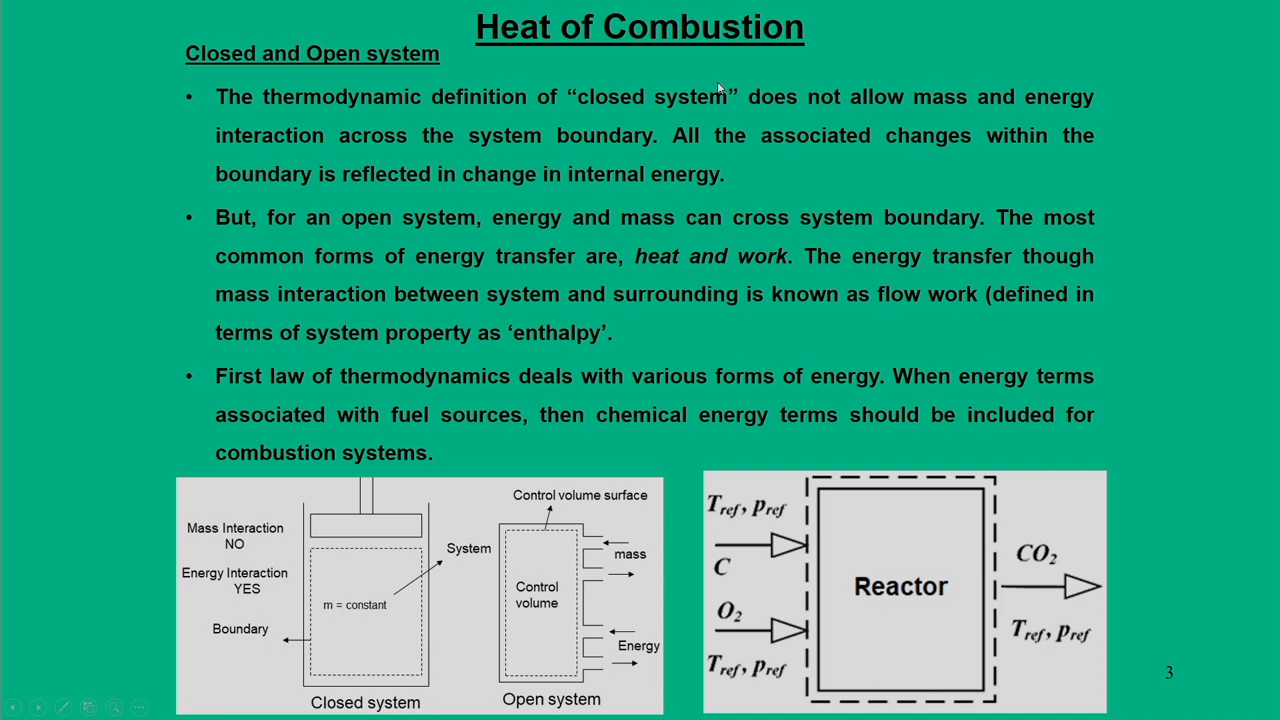 Heat of Combustion
Closed and Open system
• The thermodynamic definition of “closed system” does not allow mass and energy
interaction across the system boundary. All the associated changes within the
boundary is reflected in change in internal energy.
• But, for an open system, energy and mass can cross system boundary. The most
common forms of energy transfer are, heat and work. The energy transfer though
mass interaction between system and surrounding is known as flow work (defined in
terms of system property as ‘enthalpy’.
• First law of thermodynamics deals with various forms of energy. When energy terms
associated with fuel sources, then chemical energy terms should be included for
combustion systems.
Mass Interaction
NO
Energy Interaction
YES
Boundary
m = constant
System
Closed system
Control volume surface
Control
volume
mass
Energy
Open system
Tref, pref
C
O2
Tref, pref
Reactor
CO2
Tref, pref
3